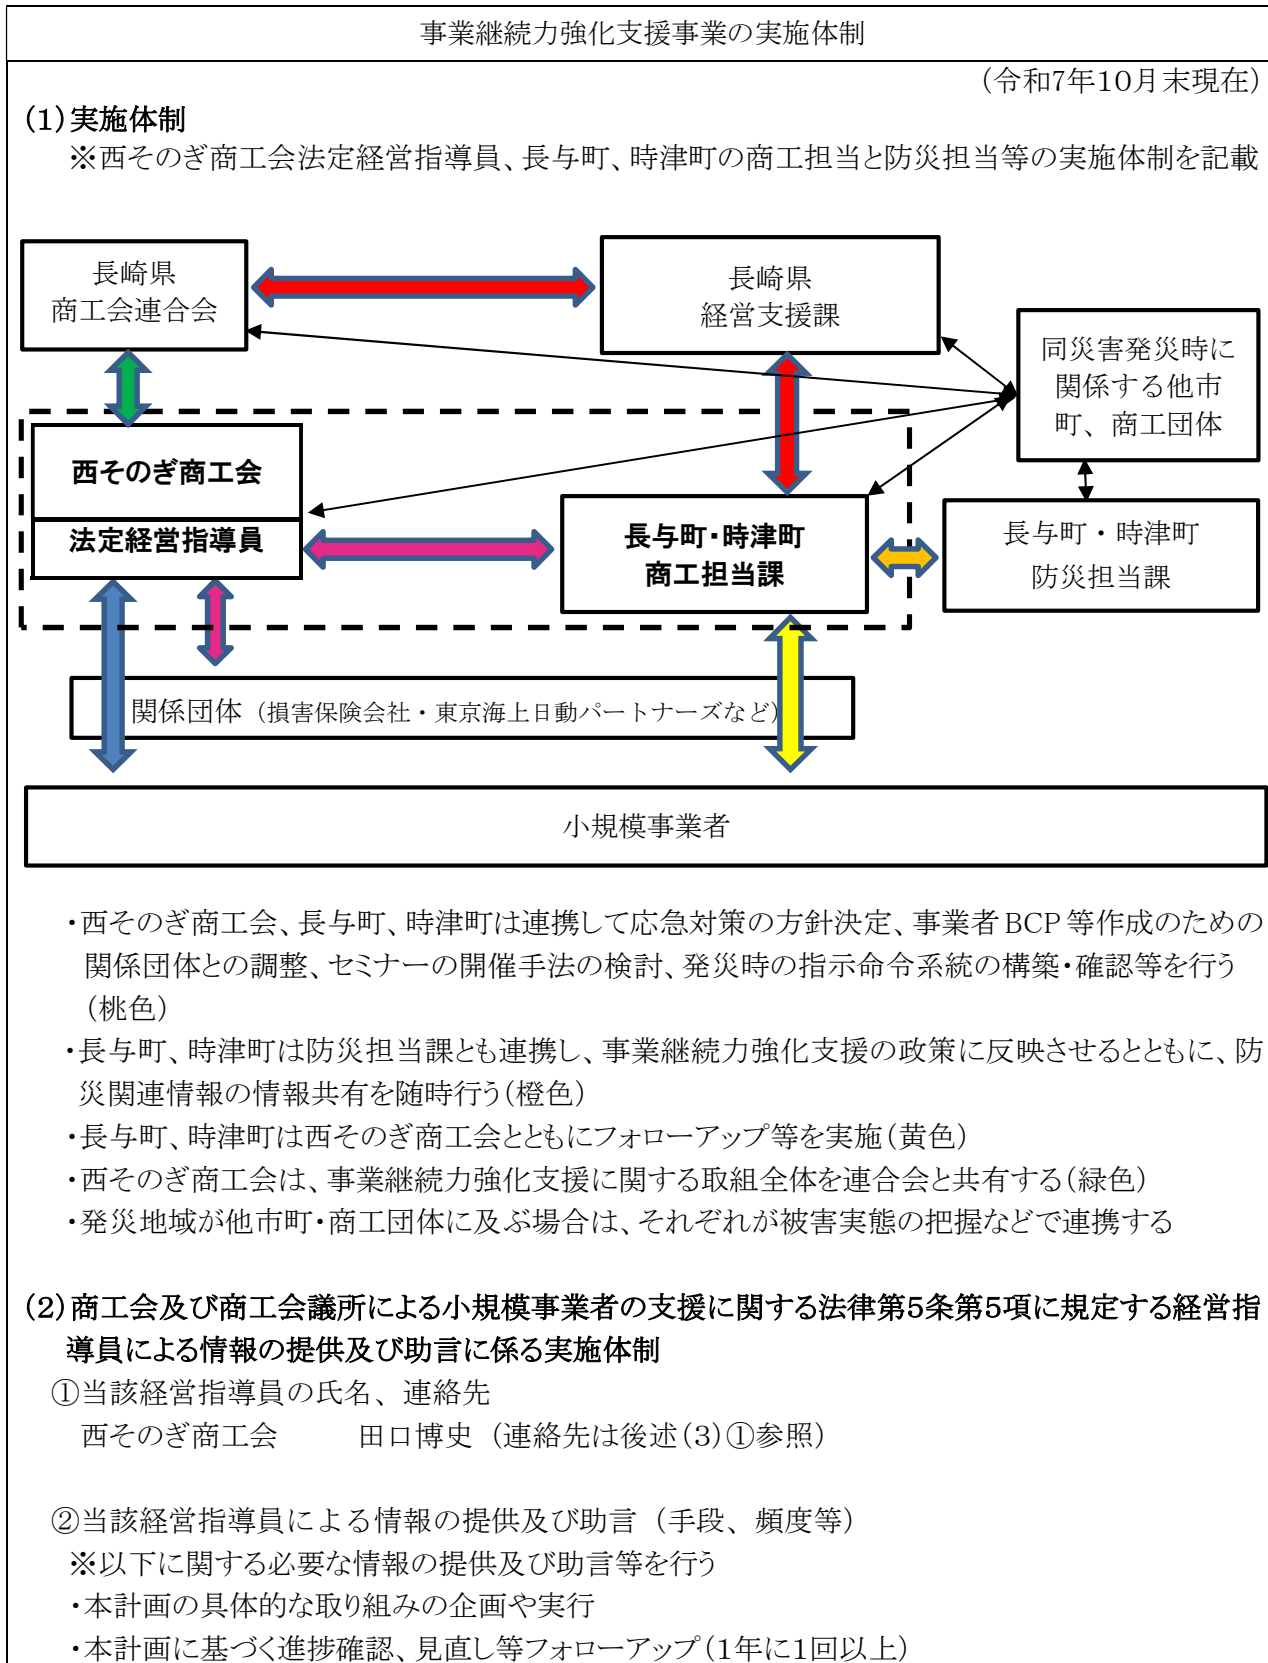 事業継続力強化支援事業の実施体制
（令和7年10月末現在）
（1）実施体制
※西そのぎ商工会法定経営指導員、長与町、時津町の商工担当と防災担当等の実施体制を記載
長崎県
商工会連合会
長崎県
経営支援課
同災害発災時に
関係する他市
町、商工団体
西そのぎ商工会
法定経営指導員
長与町・時津町
商工担当課
長与町・時津町
防災担当課
関係団体（損害保険会社・東京海上日動パートナーズなど）
小規模事業者
・西そのぎ商工会、長与町、時津町は連携して応急対策の方針決定、事業者BCP等作成のための
関係団体との調整、セミナーの開催手法の検討、発災時の指示命令系統の構築・確認等を行う
（桃色）
・長与町、時津町は防災担当課とも連携し、事業継続力強化支援の政策に反映させるとともに、防
災関連情報の情報共有を随時行う（橙色）
・長与町、時津町は西そのぎ商工会とともにフォローアップ等を実施（黄色）
・西そのぎ商工会は、事業継続力強化支援に関する取組全体を連合会と共有する（緑色）
・発災地域が他市町・商工団体に及ぶ場合は、それぞれが被害実態の把握などで連携する
（2）商工会及び商工会議所による小規模事業者の支援に関する法律第5条第5項に規定する経営指
導員による情報の提供及び助言に係る実施体制
①当該経営指導員の氏名、連絡先
西そのぎ商工会　　田口博史（連絡先は後述（3）①参照）
②当該経営指導員による情報の提供及び助言（手段、頻度等）
※以下に関する必要な情報の提供及び助言等を行う
・本計画の具体的な取り組みの企画や実行
・本計画に基づく進捗確認、見直し等フォローアップ（1年に1回以上）